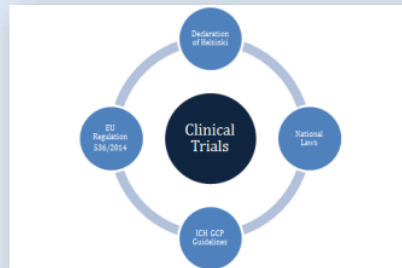 Declaration
of Helsinki
EU
Regulation
536/2014
Clinical
Trials
National
Laws
ICH GCP
Guidelines